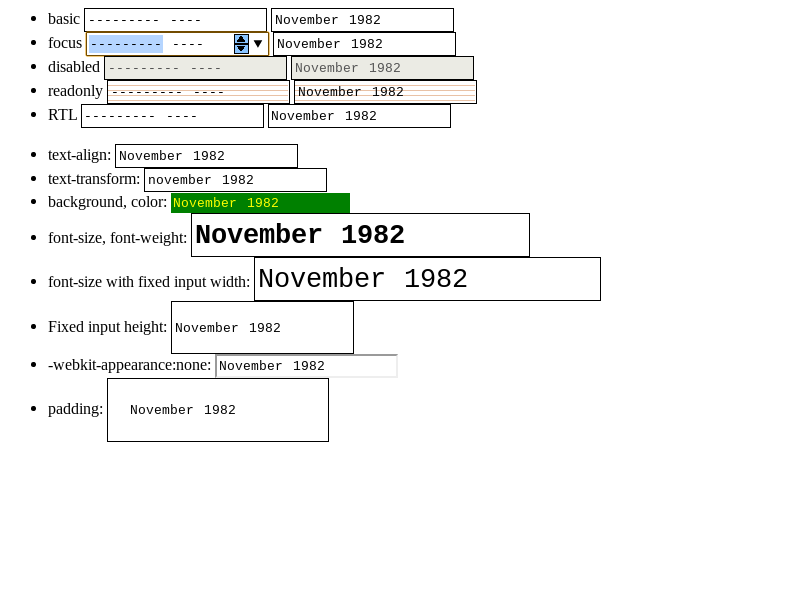 basic --------- ---- November 1982
focus --------- ---- November 1982
disabled --------- ---- November 1982
readonly --------- ---- November 1982
RTL --------- ---- November 1982
text-align: November 1982
text-transform: november 1982
background, color: November 1982
font-size, font-weight: November 1982
font-size with fixed input width: November 1982
Fixed input height: November 1982
-webkit-appearance:none: November 1982
padding: November 1982